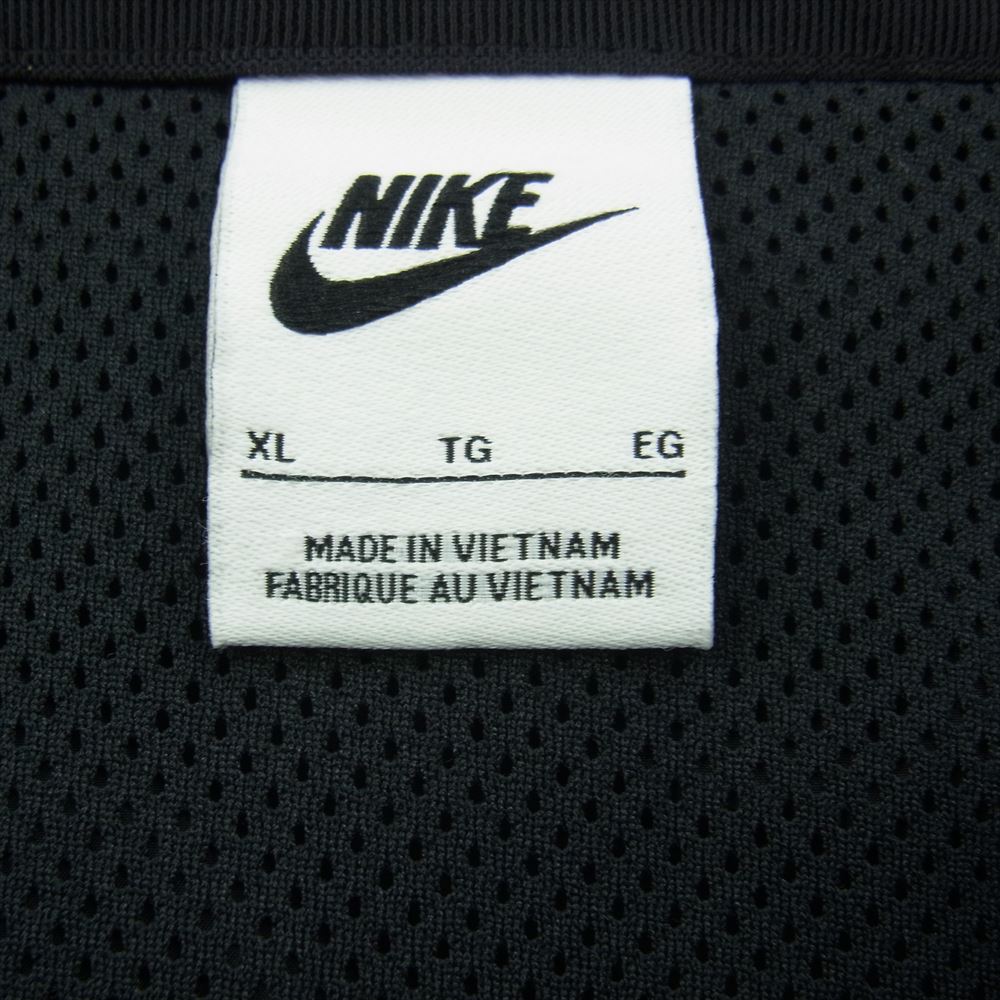 NIKE
XL TG EG
MADE IN VIETNAM
FABRIQUE AU VIETNAM